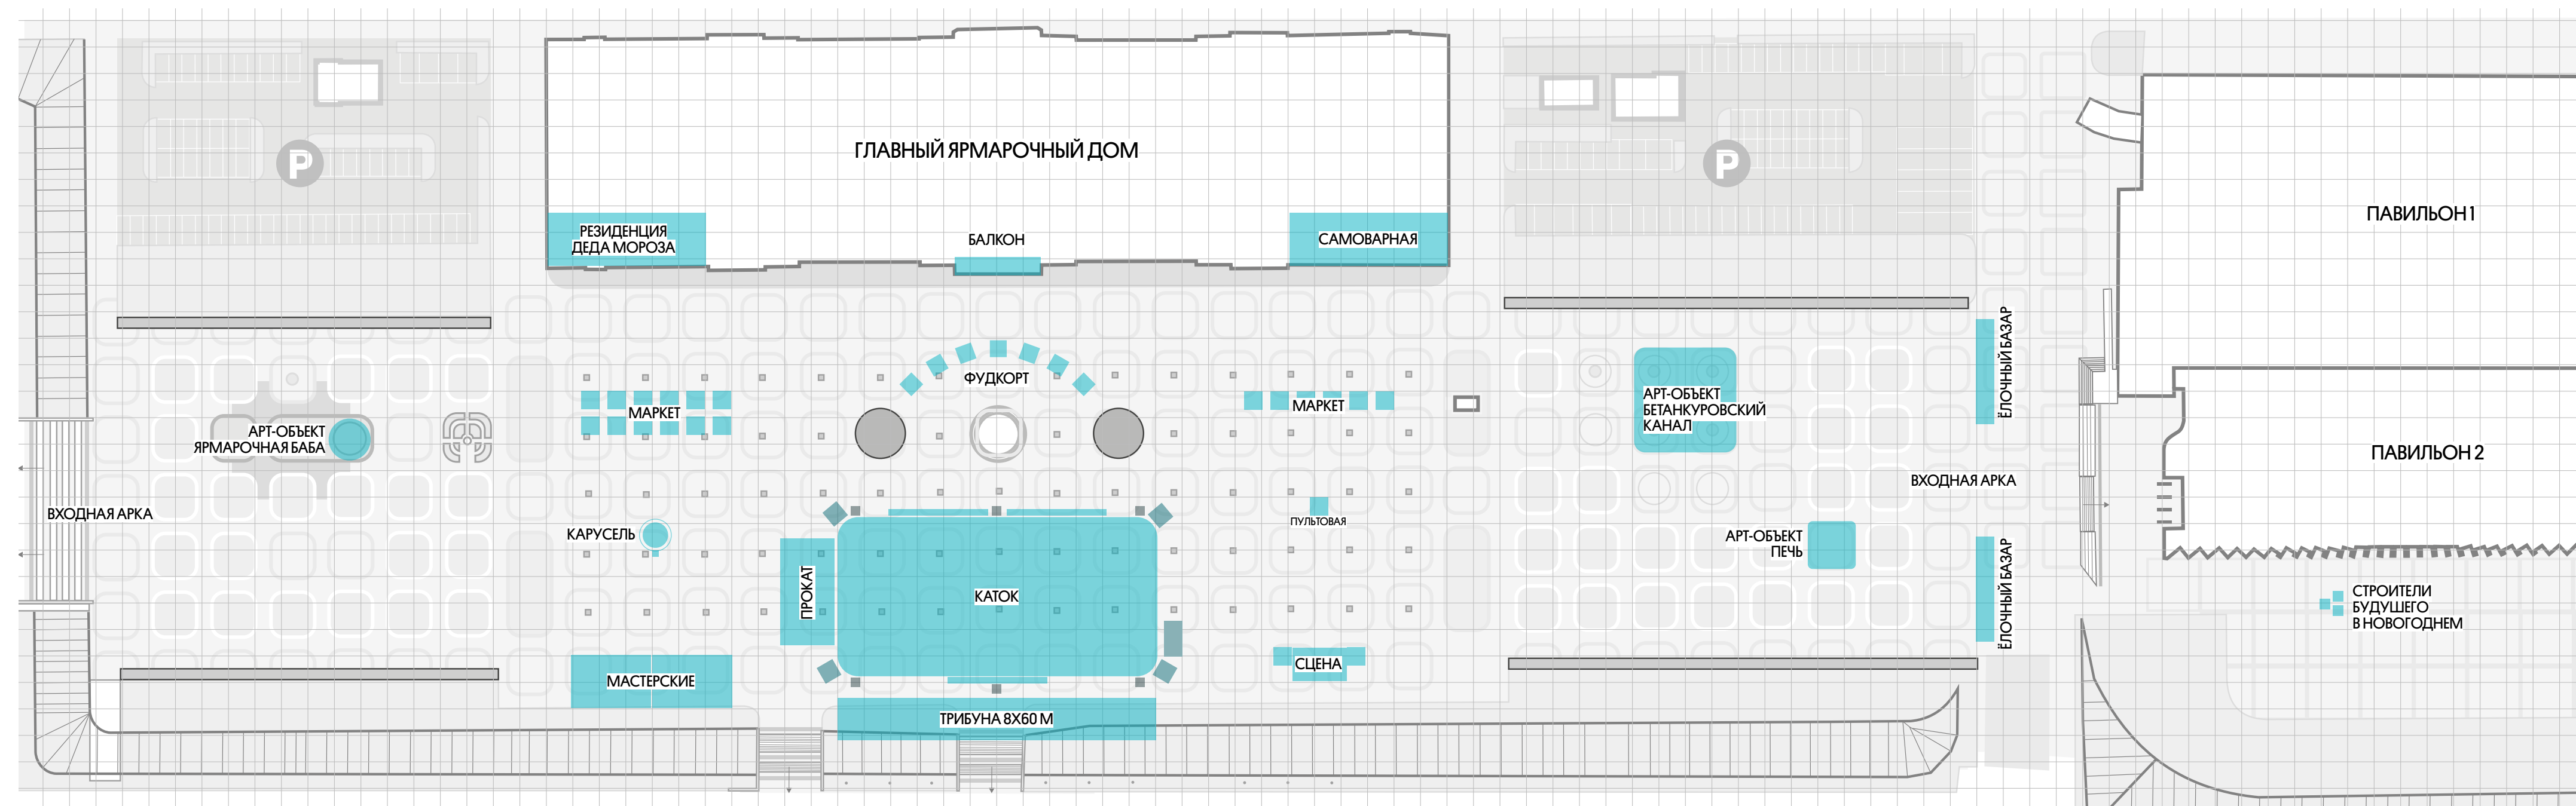 ГЛАВНЫЙ ЯРМАРОЧНЫЙ ДОМ
P
P
РЕЗИДЕНЦИЯ
ДЕДА МОРОЗА
БАЛКОН
САМОВАРНАЯ
ПАВИЛЬОН 1
ФУДКОРТ
МАРКЕТ
МАРКЕТ
АРТ-ОБЪЕКТ
ЯРМАРОЧНАЯ БАБА
АРТ-ОБЪЕКТ
БЕТАНКУРОВСКИЙ
КАНАЛ
ЁЛОЧНЫЙ БАЗАР
ПАВИЛЬОН 2
ВХОДНАЯ АРКА
ВХОДНАЯ АРКА
КАРУСЕЛЬ
ПУЛЬТОВАЯ
АРТ-ОБЪЕКТ
ПЕЧЬ
ПРОКАТ
КАТОК
ЁЛОЧНЫЙ БАЗАР
СТРОИТЕЛИ
БУДУШЕГО
В НОВОГОДНЕМ
МАСТЕРСКИЕ
СЦЕНА
ТРИБУНА 8Х60 М